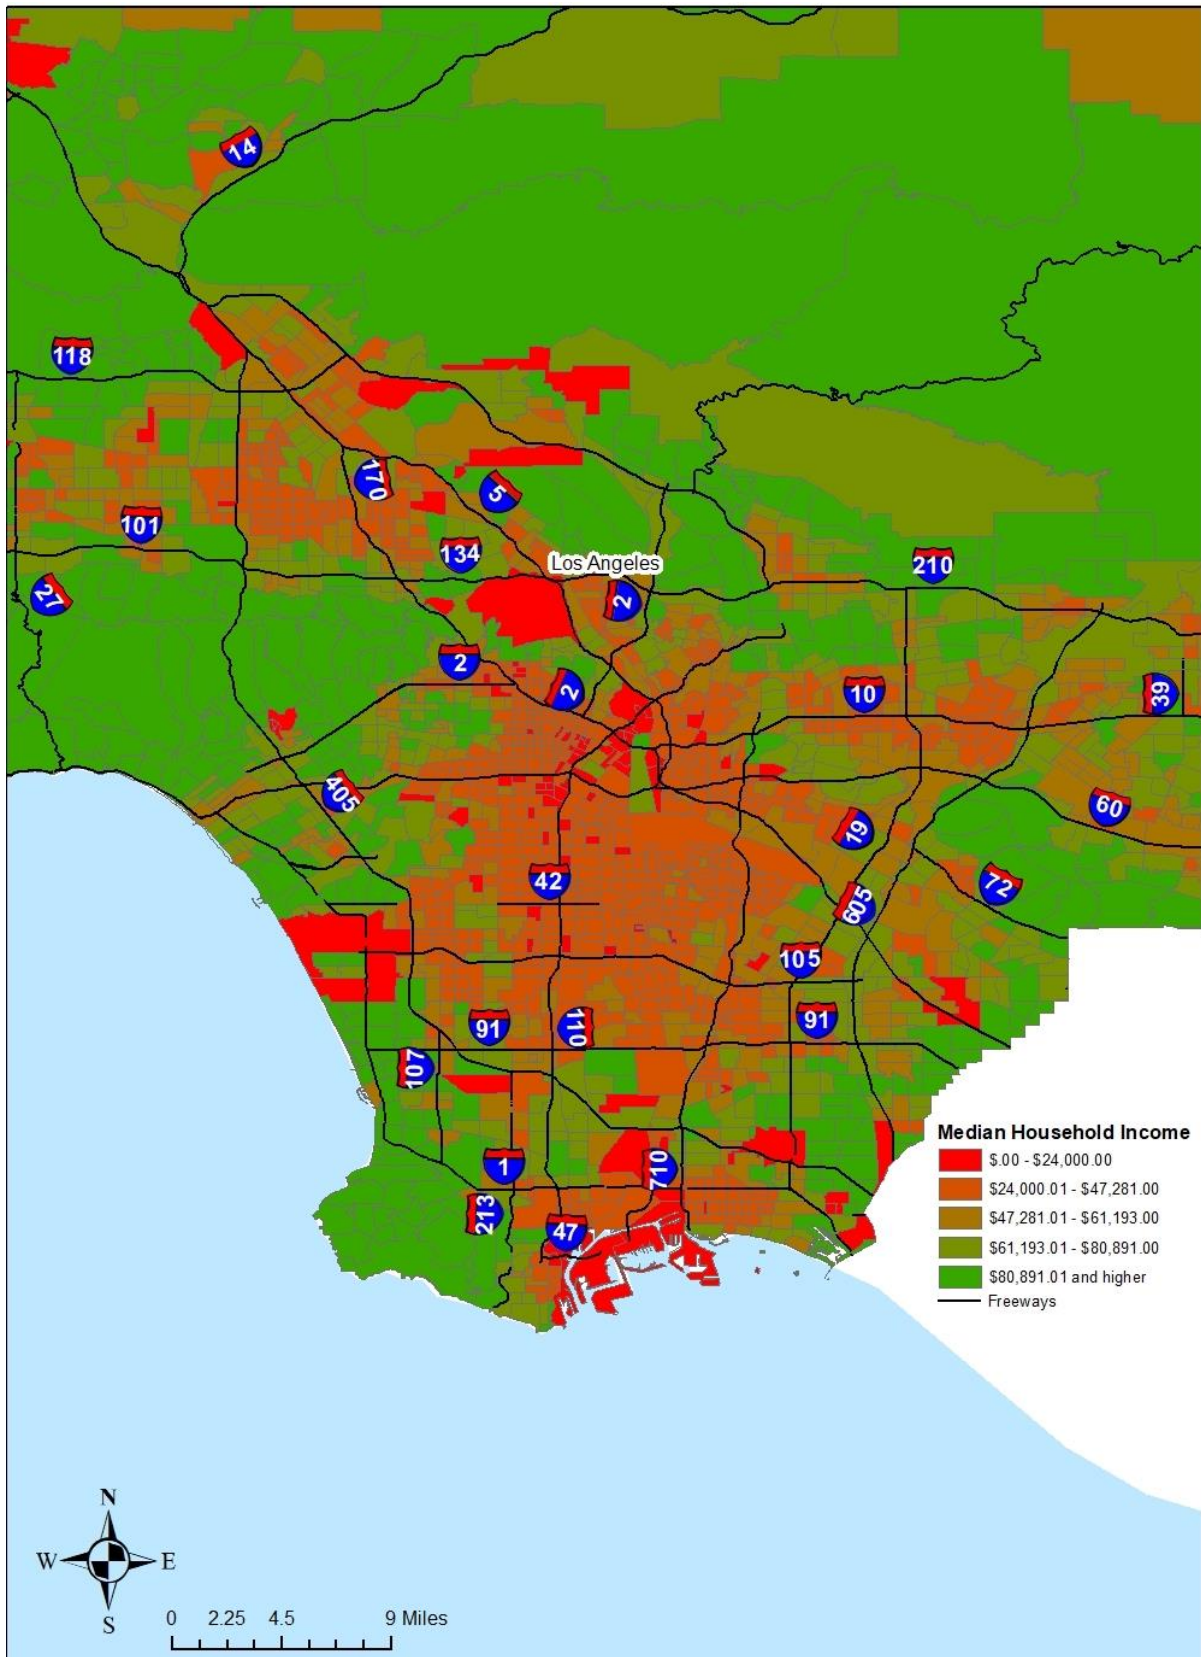 14
118
170
5
101
134
Los Angeles
210
27
2
2
2
10
39
405
60
19
42
72
605
105
91
110
91
107
1
710
213
47
Median Household Income
$.00 - $24,000.00
$24,000.01 - $47,281.00
$47,281.01 - $61,193.00
$61,193.01 - $80,891.00
$80,891.01 and higher
Freeways
N
W E
S
0 2.25 4.5 9 Miles